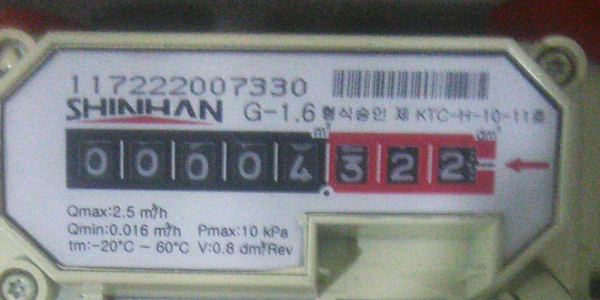 117222007330
SHINHAN G-1.6 형식승인 제 KTC-H-10-11호
m³ dm³
0 0 0 0 4 3 2 2
Qmax:2.5 m³/h
Qmin:0.016 m³/h Pmax:10 kPa
tm:-20°C ~ 60°C V:0.8 dm³/Rev